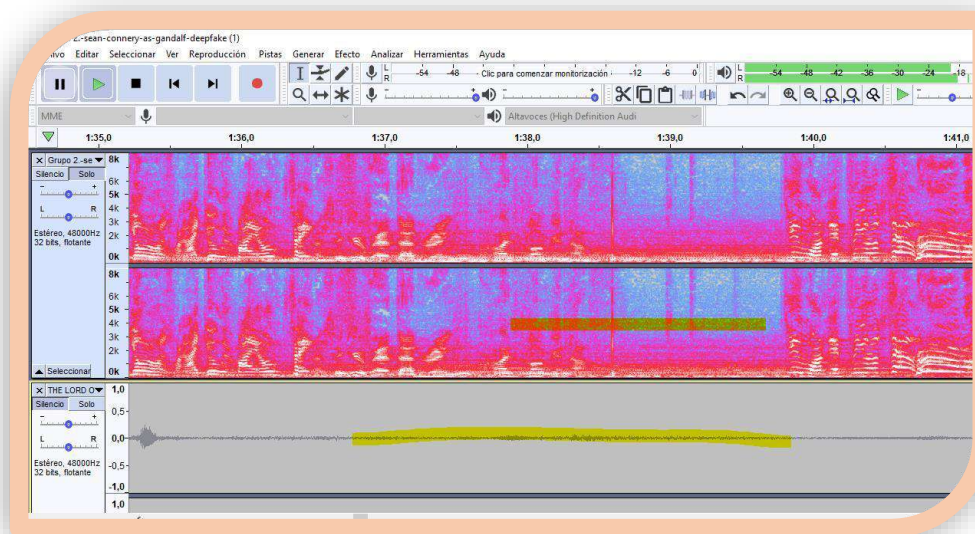 2.-sean-connery-as-gandalf-deepfake (1)
Editar Seleccionar Ver Reproducción Pistas Generar Efecto Analizar Herramientas Ayuda
L
R
-54 -48 - Clic para comenzar monitorización - -12 -6 0
L
R
-54 -48 -42 -36 -30 -24 -18
MME
Altavoces (High Definition Audi
1:35,0 1:36,0 1:37,0 1:38,0 1:39,0 1:40,0 1:41,0
× Grupo 2.-se
Silencio Solo
- +
L R
Estéreo, 48000Hz
32 bits, flotante
8k
6k
5k
4k
3k
2k
0k
8k
6k
5k
4k
3k
2k
0k
Seleccionar
× THE LORD O
Silencio Solo
- +
L R
Estéreo, 48000Hz
32 bits, flotante
1,0
0,5-
0,0-
-0,5-
-1,0
1,0